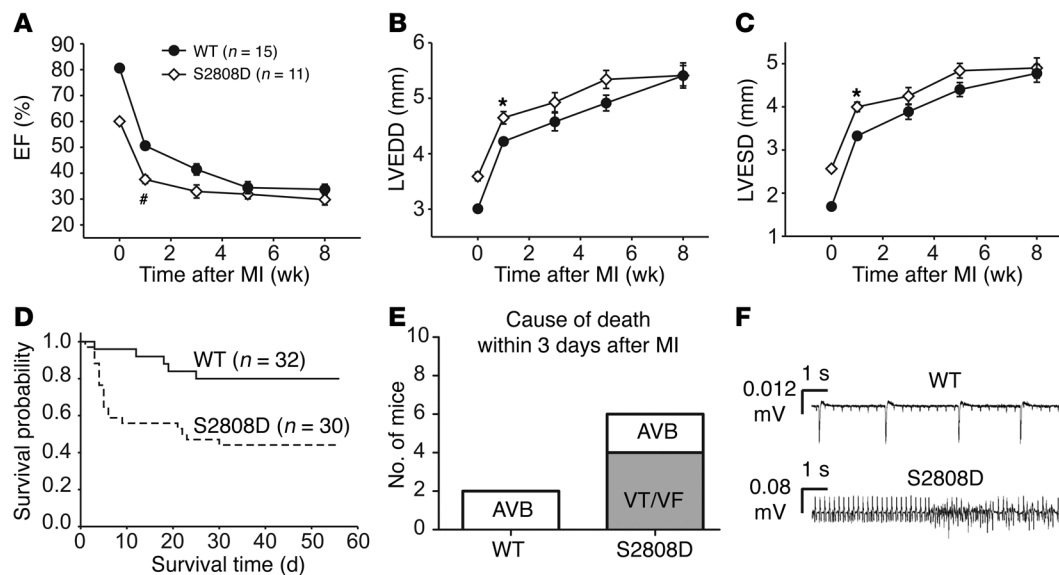 A
90
80
70
60
50
40
30
20
EF (%)
WT (n = 15)
S2808D (n = 11)
#
0 2 4 6 8
Time after MI (wk)
B
6
5
4
3
LVEDD (mm)
*
0 2 4 6 8
Time after MI (wk)
C
5
4
3
2
1
LVESD (mm)
*
0 2 4 6 8
Time after MI (wk)
D
1.0
0.8
0.6
0.4
0.2
0.0
Survival probability
WT (n = 32)
S2808D (n = 30)
0 10 20 30 40 50 60
Survival time (d)
E
Cause of death
within 3 days after MI
10
8
6
4
2
0
No. of mice
AVB
AVB
VT/VF
WT S2808D
F
1 s
0.012
mV
WT
1 s
0.08
mV
S2808D